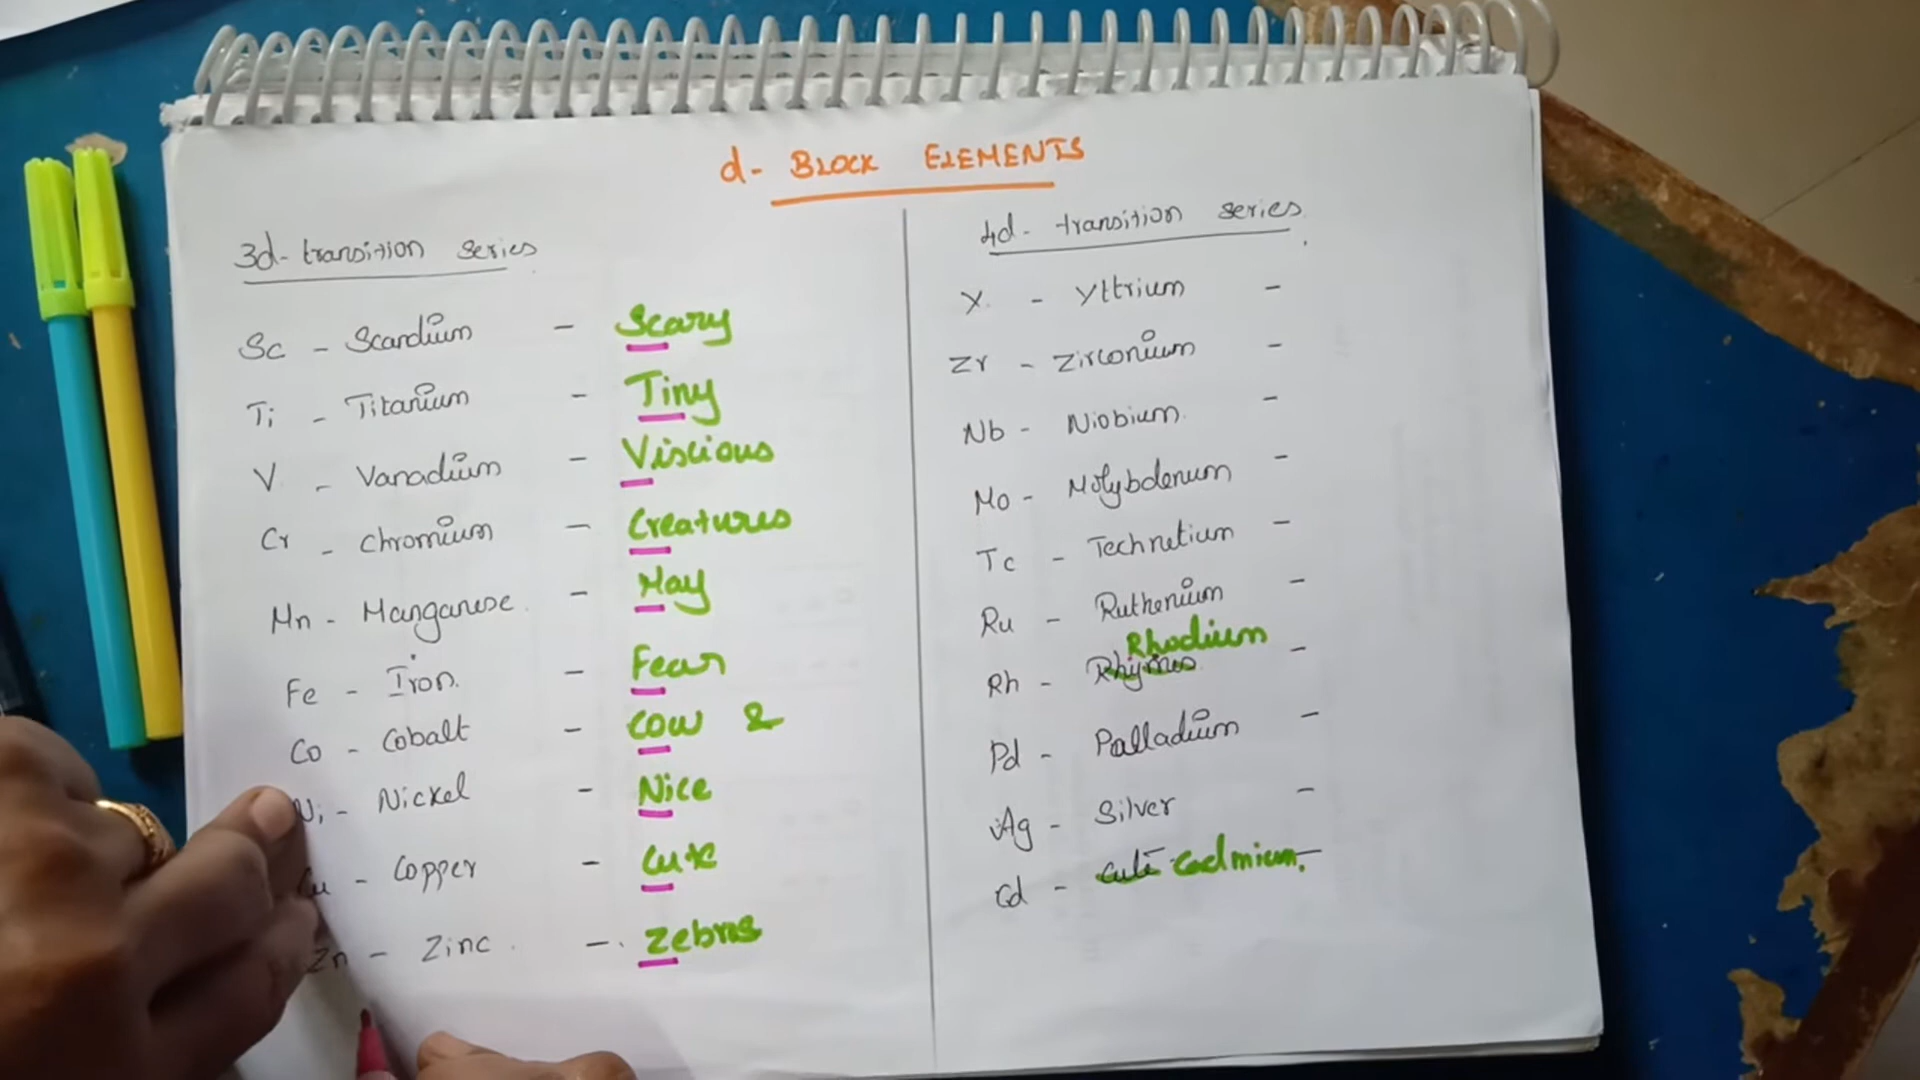 d- BLOCK ELEMENTS
3d- transition series
Sc - Scandium - Scary
Ti - Titanium - Tiny
V - Vanadium - Viscious
Cr - Chromium - Creatures
Mn - Manganese - May
Fe - Iron - Fear
Co - Cobalt - Cow &
Ni - Nickel - Nice
Cu - Copper - Cute
Zn - Zinc - Zebras
4d- transition series
Y - Yttrium -
Zr - Zirconium -
Nb - Niobium -
Mo - Molybdenum -
Tc - Technetium -
Ru - Ruthenium -
Rhodium
Rh - Rhymes -
Pd - Palladium -
Ag - Silver -
Cd - Cute Cadmium. -